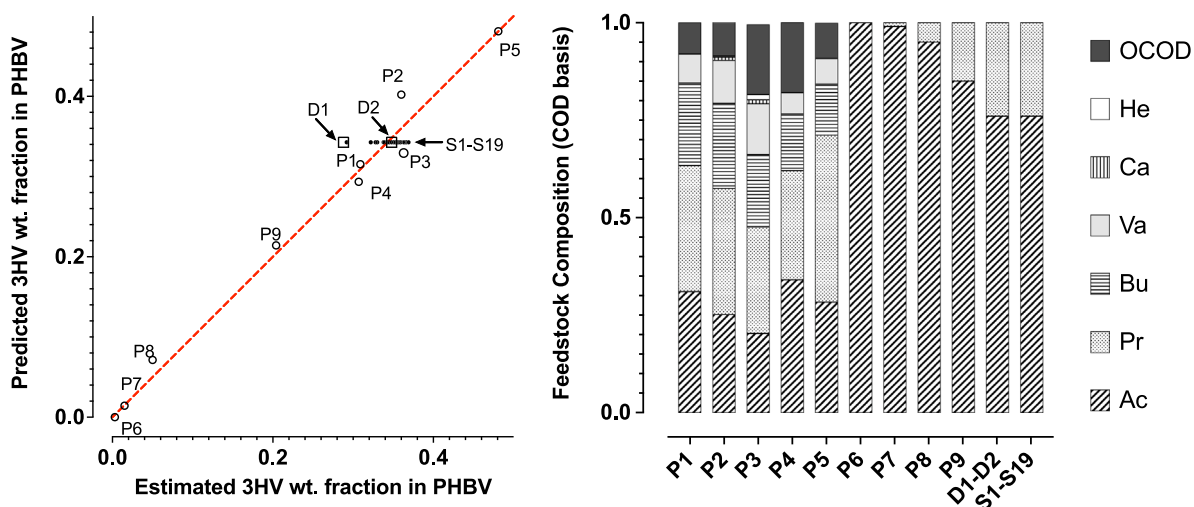 Predicted 3HV wt. fraction in PHBV
0.4
0.2
0.0
P5
P2
D1
D2
S1-S19
P1
P3
P4
P9
P8
P7
P6
0.0
0.2
0.4
Estimated 3HV wt. fraction in PHBV
Feedstock Composition (COD basis)
1.0
0.5
0.0
P1
P2
P3
P4
P5
P6
P7
P8
P9
D1-D2
S1-S19
OCOD
He
Ca
Va
Bu
Pr
Ac